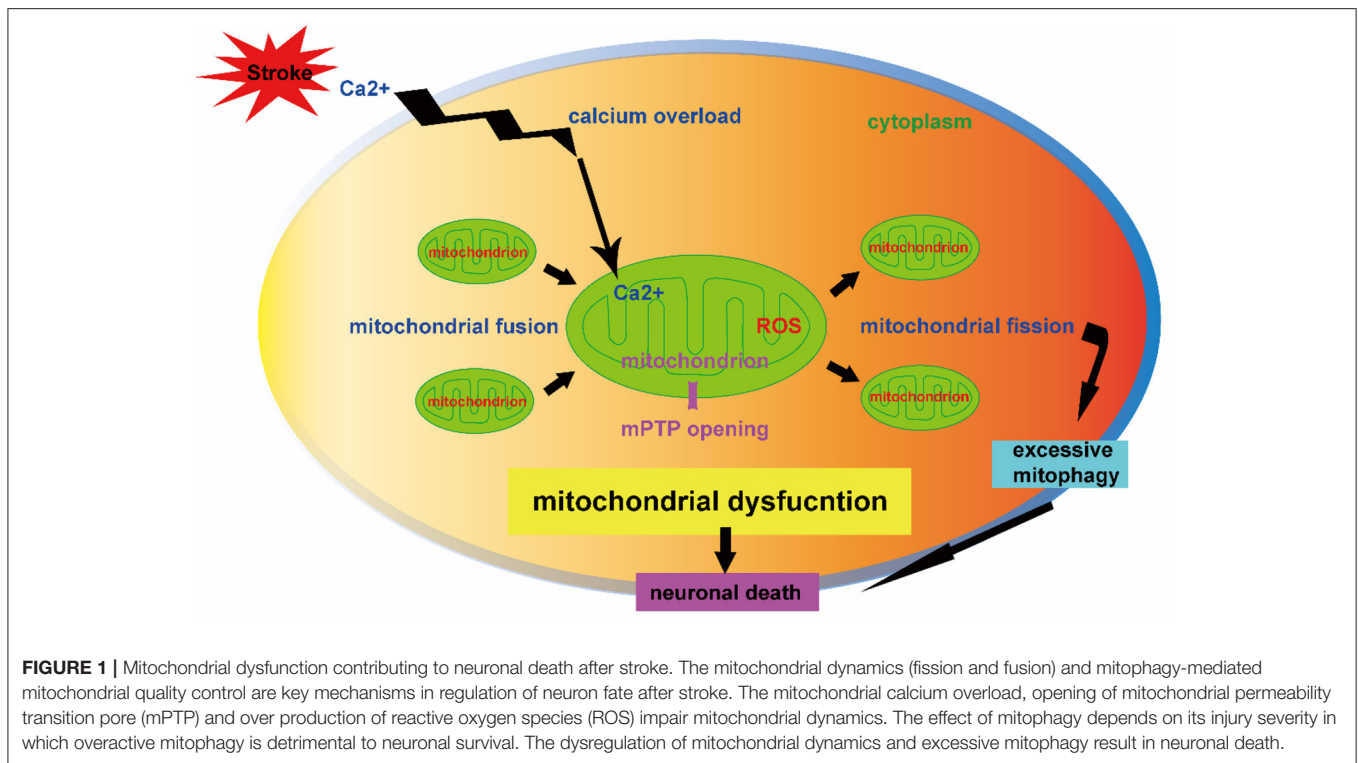 Stroke
Ca2+
calcium overload
cytoplasm
mitochondrion
mitochondrion
Ca2+
mitochondrial fusion
ROS
mitochondrial fission
mitochondrion
mitochondrion
mitochondrion
mPTP opening
excessive
mitophagy
mitochondrial dysfucntion
neuronal death
FIGURE 1 | Mitochondrial dysfunction contributing to neuronal death after stroke. The mitochondrial dynamics (fission and fusion) and mitophagy-mediated
mitochondrial quality control are key mechanisms in regulation of neuron fate after stroke. The mitochondrial calcium overload, opening of mitochondrial permeability
transition pore (mPTP) and over production of reactive oxygen species (ROS) impair mitochondrial dynamics. The effect of mitophagy depends on its injury severity in
which overactive mitophagy is detrimental to neuronal survival. The dysregulation of mitochondrial dynamics and excessive mitophagy result in neuronal death.